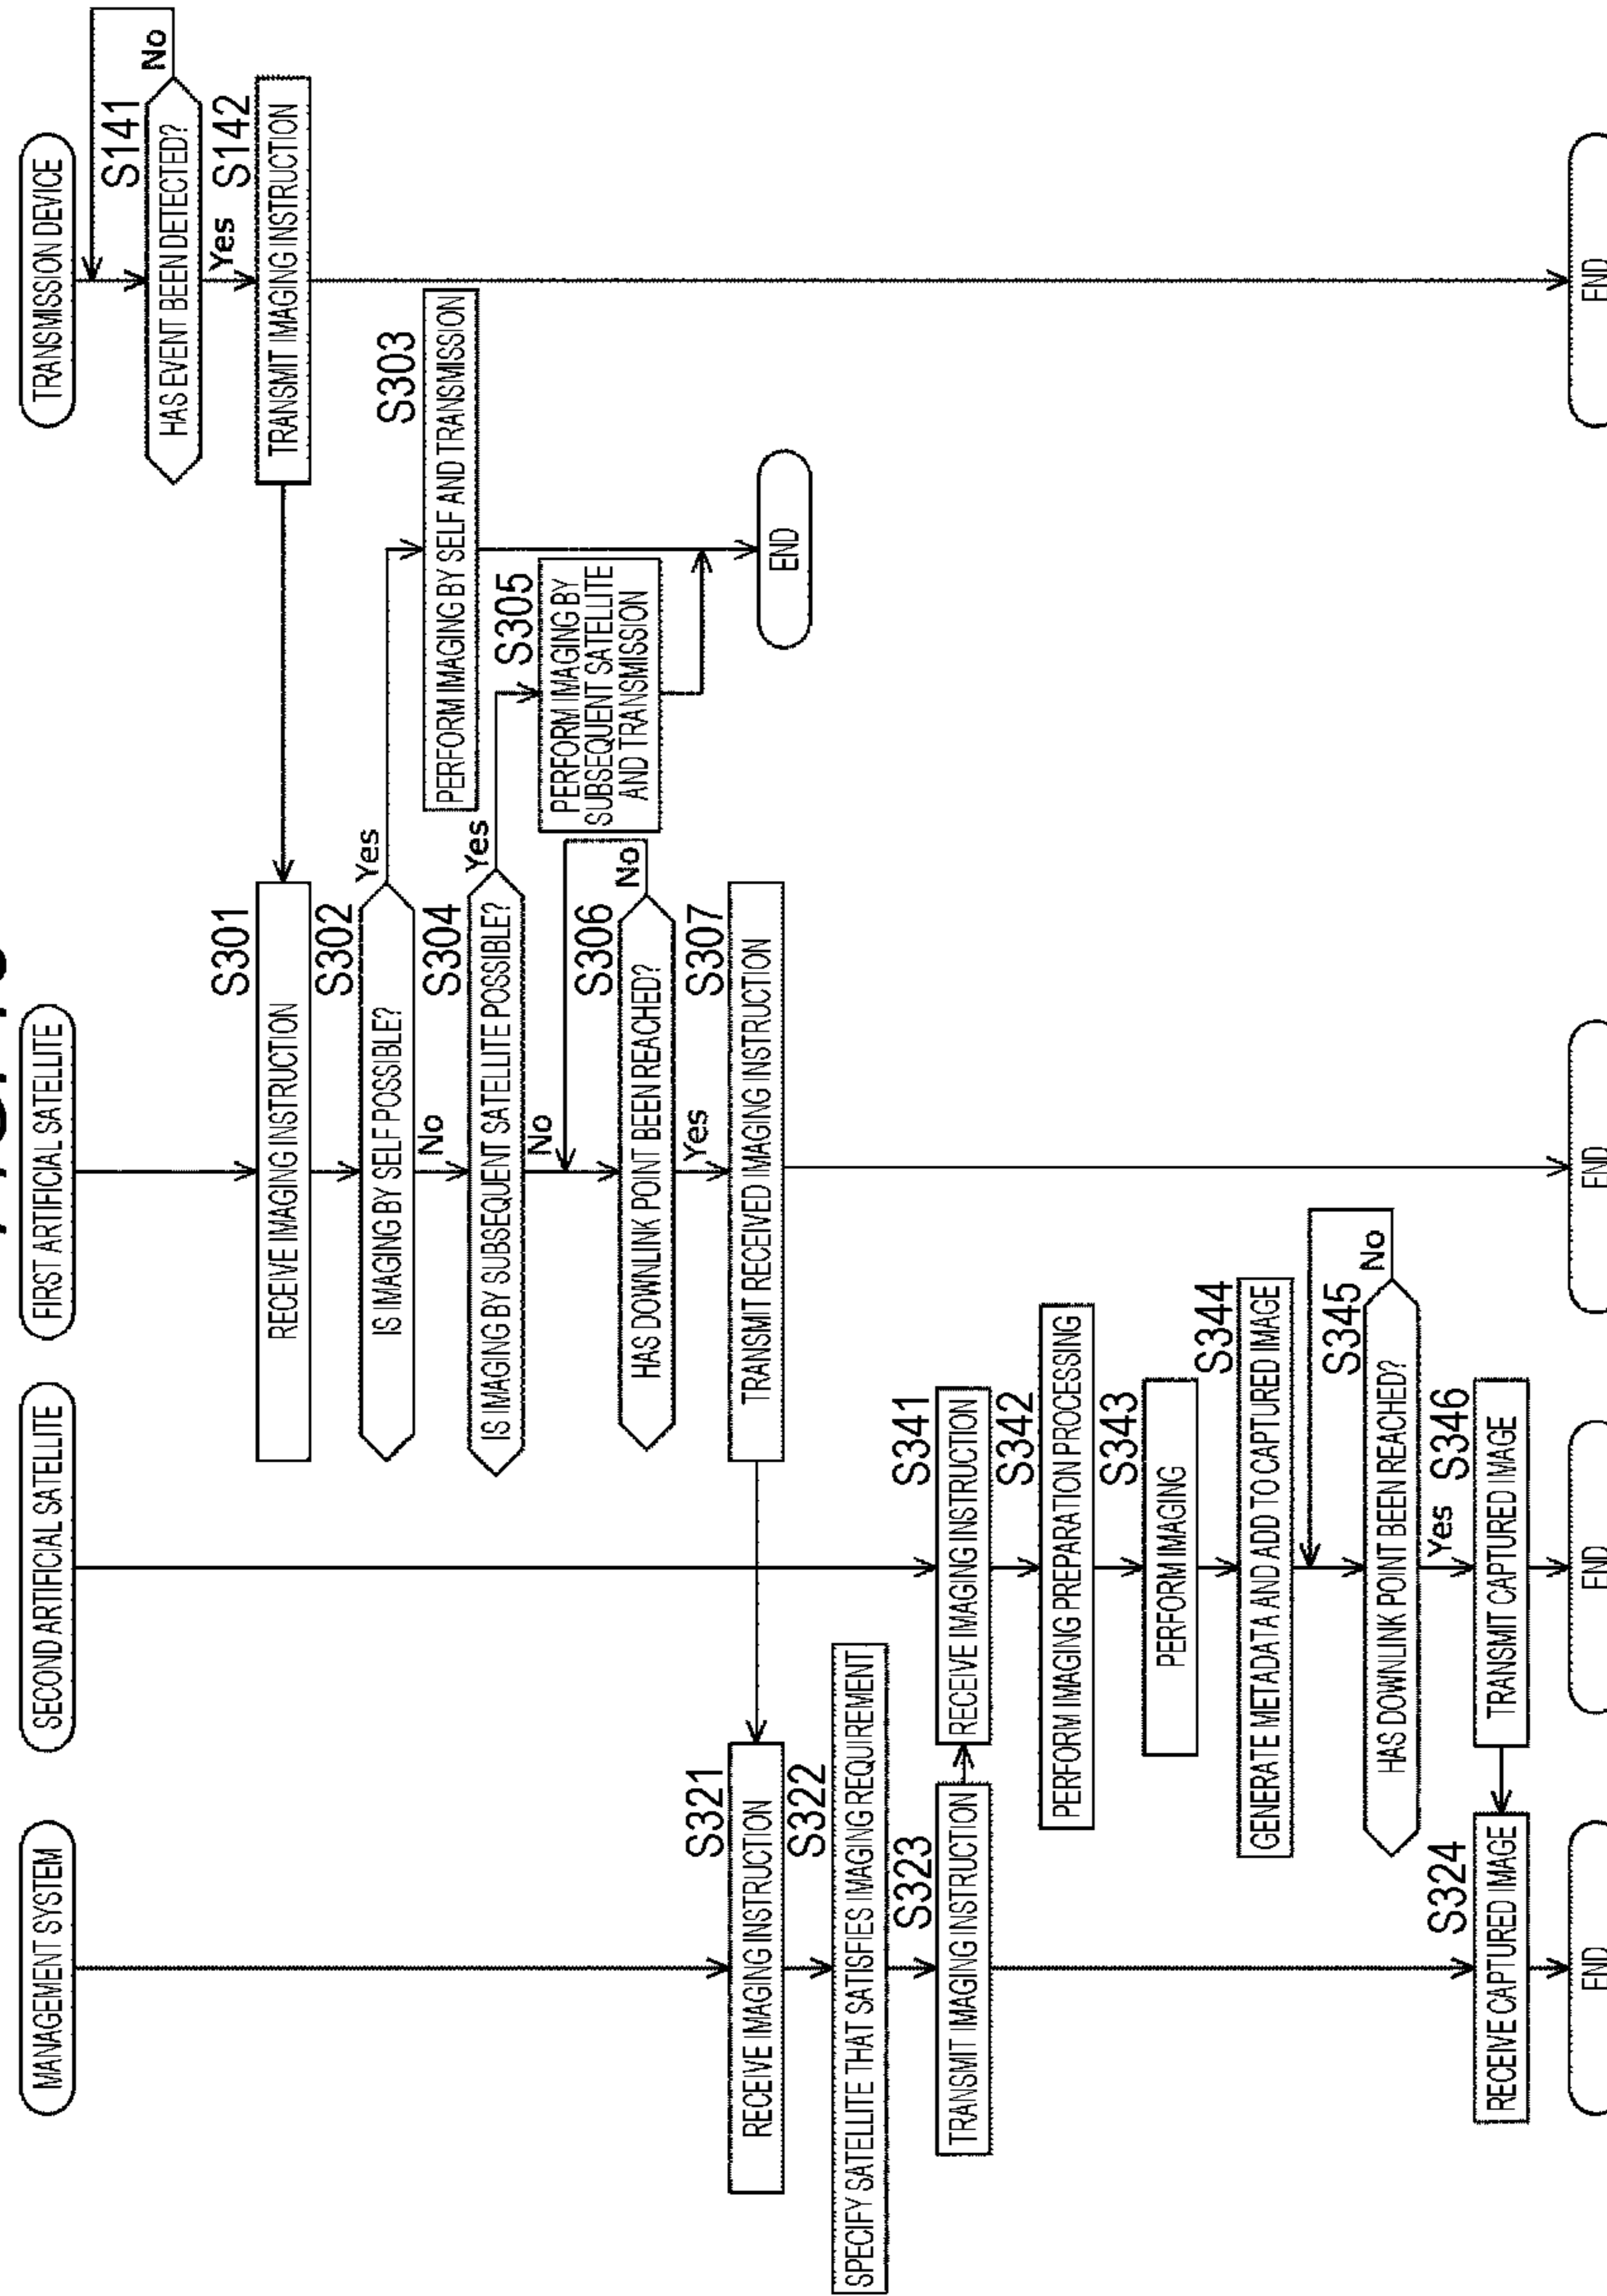 MANAGEMENT SYSTEM
SECOND ARTIFICIAL SATELLITE
FIRST ARTIFICIAL SATELLITE
TRANSMISSION DEVICE
S141
HAS EVENT BEEN DETECTED?
No
Yes
S142
TRANSMIT IMAGING INSTRUCTION
S301
RECEIVE IMAGING INSTRUCTION
S302
IS IMAGING BY SELF POSSIBLE?
Yes
No
S303
PERFORM IMAGING BY SELF AND TRANSMISSION
S304
IS IMAGING BY SUBSEQUENT SATELLITE POSSIBLE?
Yes
No
S305
PERFORM IMAGING BY
SUBSEQUENT SATELLITE
AND TRANSMISSION
END
S306
HAS DOWNLINK POINT BEEN REACHED?
No
Yes
S307
TRANSMIT RECEIVED IMAGING INSTRUCTION
S321
RECEIVE IMAGING INSTRUCTION
S322
SPECIFY SATELLITE THAT SATISFIES IMAGING REQUIREMENT
S323
TRANSMIT IMAGING INSTRUCTION
S341
RECEIVE IMAGING INSTRUCTION
S342
PERFORM IMAGING PREPARATION PROCESSING
S343
PERFORM IMAGING
S344
GENERATE METADATA AND ADD TO CAPTURED IMAGE
S345
HAS DOWNLINK POINT BEEN REACHED?
No
Yes
S346
TRANSMIT CAPTURED IMAGE
S324
RECEIVE CAPTURED IMAGE
END
END
END
END